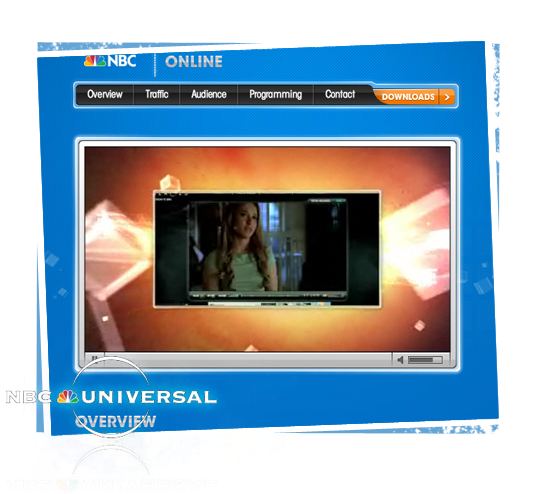 NBC ONLINE
Overview Traffic Audience Programming Contact DOWNLOADS
NBC UNIVERSAL
OVERVIEW